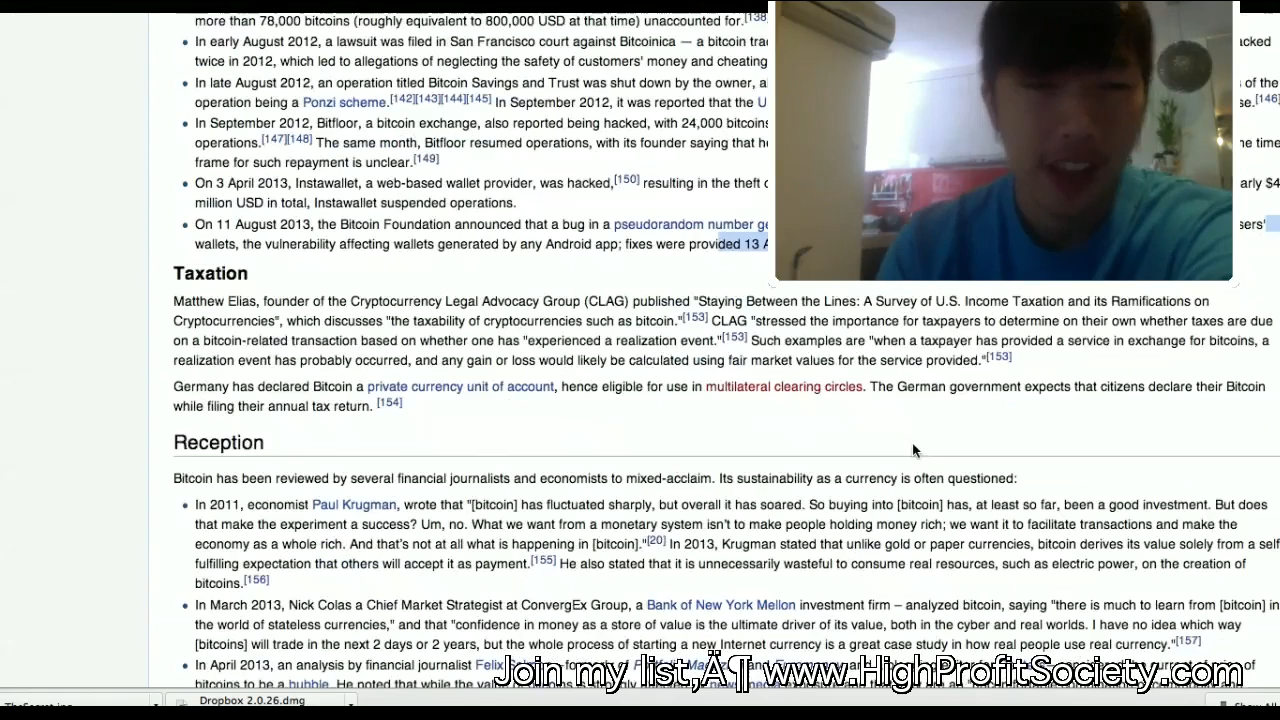 more than 78,000 bitcoins (roughly equivalent to 800,000 USD at that time) unaccounted for.[138]
In early August 2012, a lawsuit was filed in San Francisco court against Bitcoinica — a bitcoin tra acked
twice in 2012, which led to allegations of neglecting the safety of customers' money and cheating
In late August 2012, an operation titled Bitcoin Savings and Trust was shut down by the owner, al s of the
operation being a Ponzi scheme.[142][143][144][145] In September 2012, it was reported that the U se.[146]
In September 2012, Bitfloor, a bitcoin exchange, also reported being hacked, with 24,000 bitcoins
operations.[147][148] The same month, Bitfloor resumed operations, with its founder saying that he e time
frame for such repayment is unclear.[149]
On 3 April 2013, Instawallet, a web-based wallet provider, was hacked,[150] resulting in the theft o arly $4
million USD in total, Instawallet suspended operations.
On 11 August 2013, the Bitcoin Foundation announced that a bug in a pseudorandom number ge sers'
wallets, the vulnerability affecting wallets generated by any Android app; fixes were provided 13 A
Taxation
Matthew Elias, founder of the Cryptocurrency Legal Advocacy Group (CLAG) published "Staying Between the Lines: A Survey of U.S. Income Taxation and its Ramifications on
Cryptocurrencies", which discusses "the taxability of cryptocurrencies such as bitcoin."[153] CLAG "stressed the importance for taxpayers to determine on their own whether taxes are due
on a bitcoin-related transaction based on whether one has "experienced a realization event."[153] Such examples are "when a taxpayer has provided a service in exchange for bitcoins, a
realization event has probably occurred, and any gain or loss would likely be calculated using fair market values for the service provided."[153]
Germany has declared Bitcoin a private currency unit of account, hence eligible for use in multilateral clearing circles. The German government expects that citizens declare their Bitcoin
while filing their annual tax return. [154]
Reception
Bitcoin has been reviewed by several financial journalists and economists to mixed-acclaim. Its sustainability as a currency is often questioned:
In 2011, economist Paul Krugman, wrote that "[bitcoin] has fluctuated sharply, but overall it has soared. So buying into [bitcoin] has, at least so far, been a good investment. But does
that make the experiment a success? Um, no. What we want from a monetary system isn't to make people holding money rich; we want it to facilitate transactions and make the
economy as a whole rich. And that's not at all what is happening in [bitcoin]."[20] In 2013, Krugman stated that unlike gold or paper currencies, bitcoin derives its value solely from a self
fulfilling expectation that others will accept it as payment.[155] He also stated that it is unnecessarily wasteful to consume real resources, such as electric power, on the creation of
bitcoins.[156]
In March 2013, Nick Colas a Chief Market Strategist at ConvergEx Group, a Bank of New York Mellon investment firm – analyzed bitcoin, saying "there is much to learn from [bitcoin] in
the world of stateless currencies," and that "confidence in money as a store of value is the ultimate driver of its value, both in the cyber and real worlds. I have no idea which way
[bitcoins] will trade in the next 2 days or 2 years, but the whole process of starting a new Internet currency is a great case study in how real people use real currency."[157]
In April 2013, an analysis by financial journalist Felix
bitcoins to be a bubble. He noted that while the
Join my list‚Ä¶ www.HighProfitSociety.com
Dropbox 2.0.26.dmg